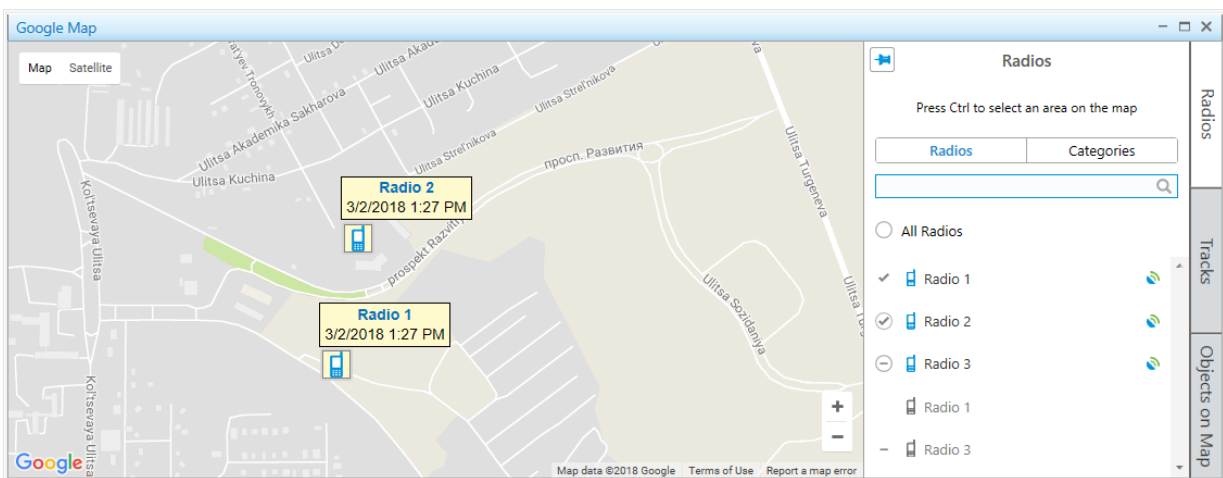 Google Map
Map Satellite
Ulitsa Akademika Sakharova
Ulitsa Kuchina
Ulitsa Strel'nikova
Ulitsa Strel'nikova
Ulitsa Kuchina
просп. Развития
Ulitsa Turgeneva
Kol'tsevaya Ulitsa
Radio 2
3/2/2018 1:27 PM
prospekt Razvitiya
Ulitsa Sozidaniya
Radio 1
3/2/2018 1:27 PM
Kol'tsevaya Ulitsa
+
−
Google
Map data ©2018 Google Terms of Use Report a map error
Radios
Press Ctrl to select an area on the map
Radios Categories
All Radios
Radio 1
Radio 2
Radio 3
Radio 1
Radio 3
Radios
Tracks
Objects on Map